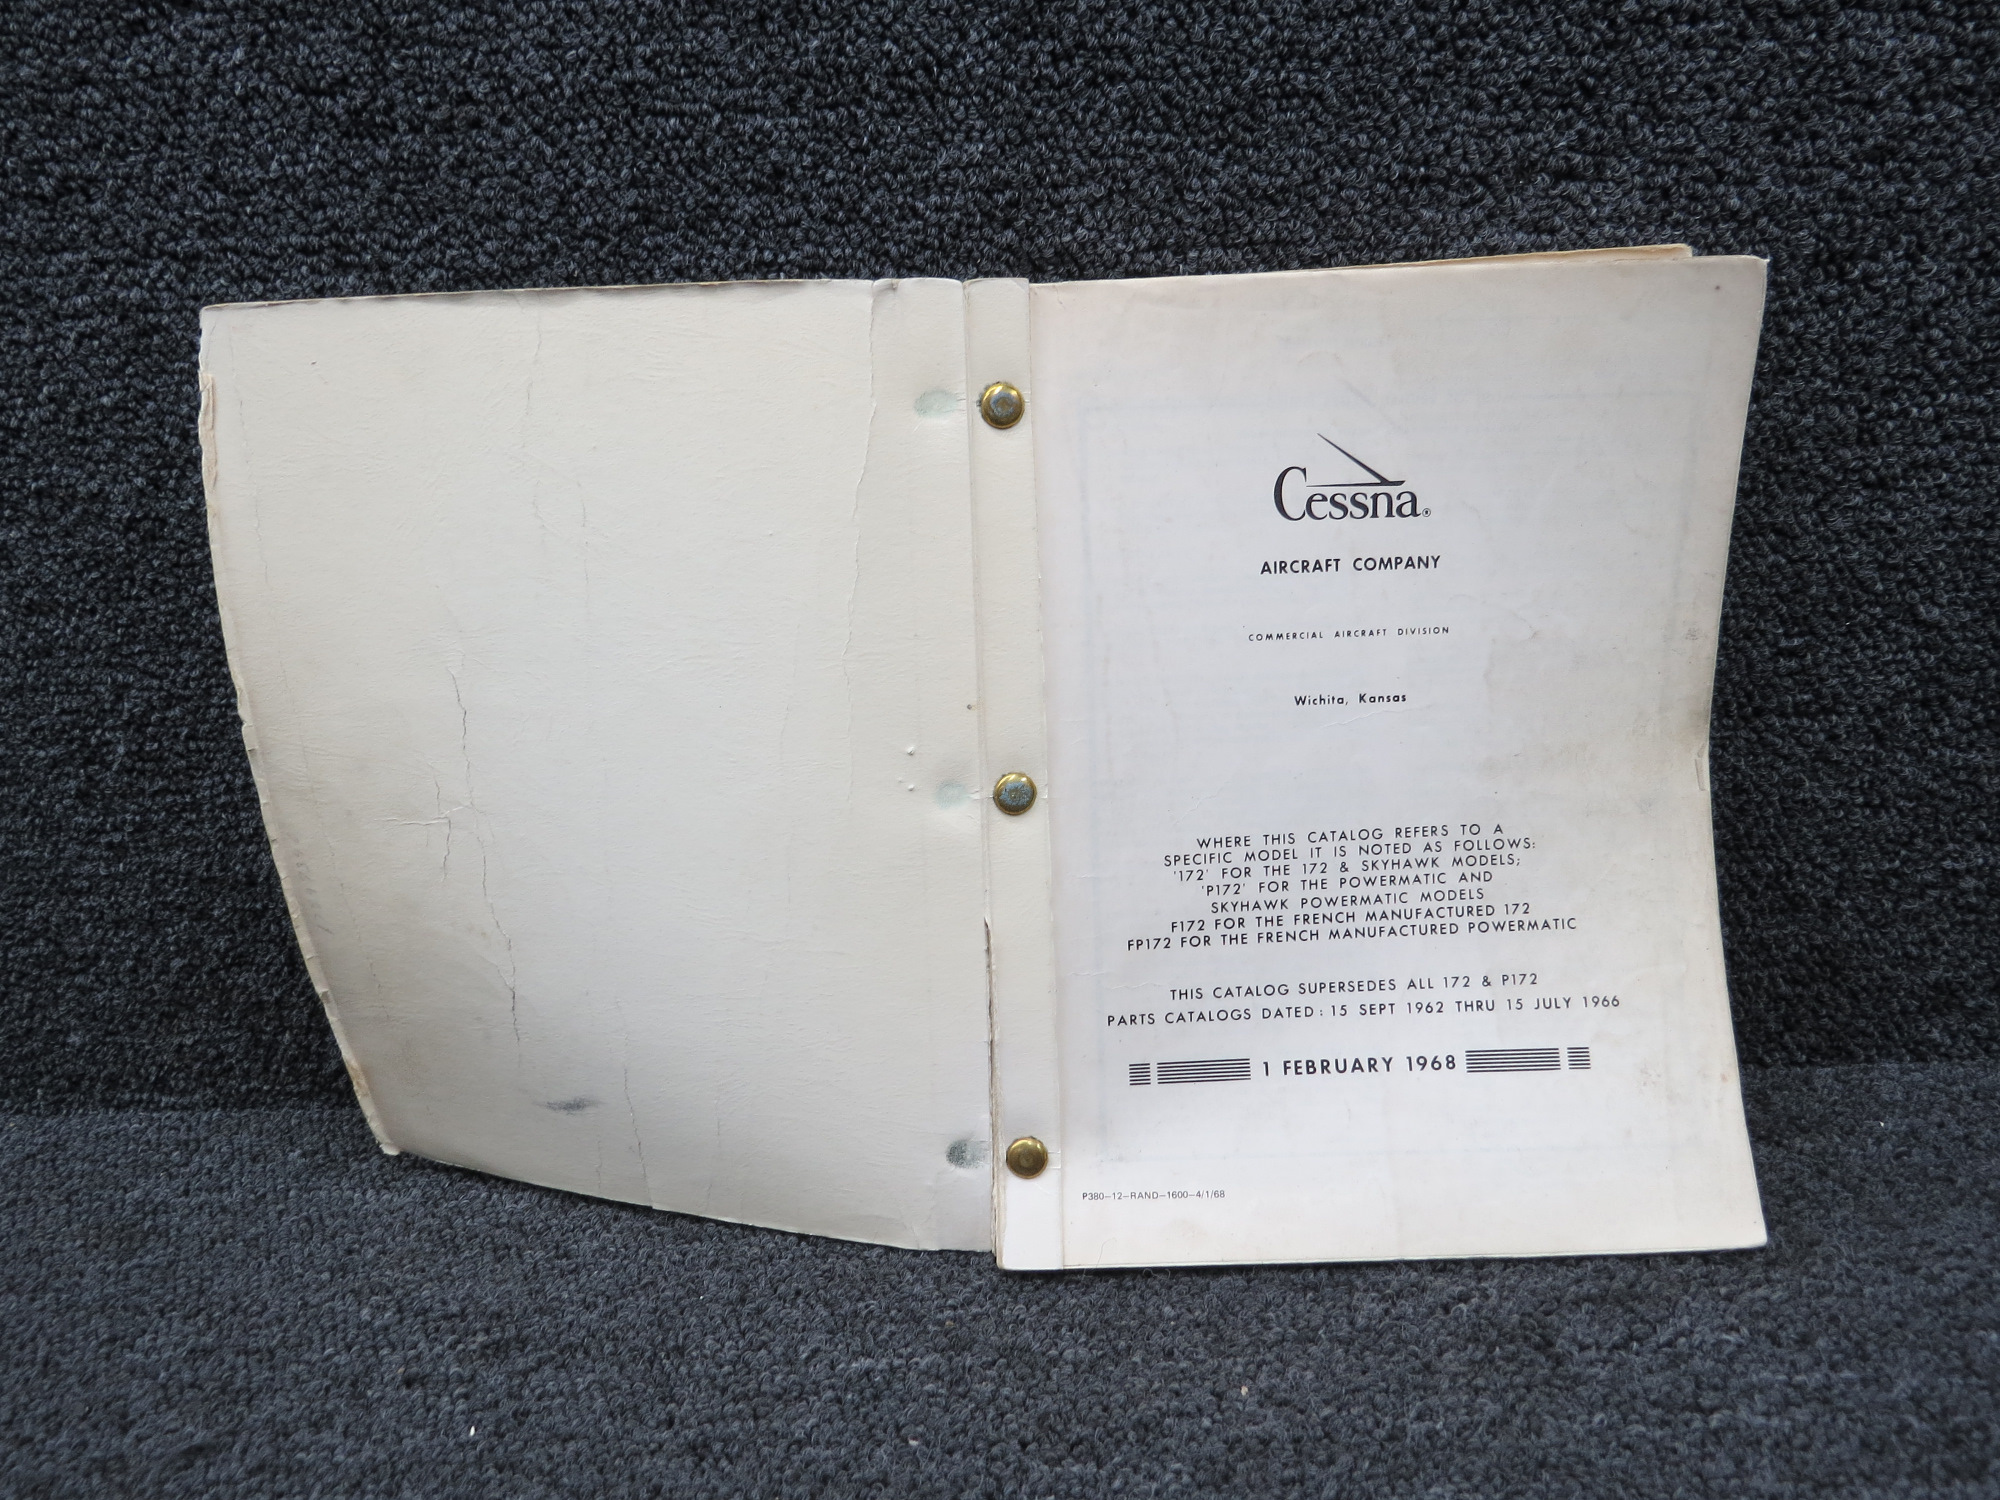 Cessna®
AIRCRAFT COMPANY
COMMERCIAL AIRCRAFT DIVISION
Wichita, Kansas
WHERE THIS CATALOG REFERS TO A
SPECIFIC MODEL IT IS NOTED AS FOLLOWS:
'172' FOR THE 172 & SKYHAWK MODELS;
'P172' FOR THE POWERMATIC AND
SKYHAWK POWERMATIC MODELS
F172 FOR THE FRENCH MANUFACTURED 172
FP172 FOR THE FRENCH MANUFACTURED POWERMATIC
THIS CATALOG SUPERSEDES ALL 172 & P172
PARTS CATALOGS DATED: 15 SEPT 1962 THRU 15 JULY 1966
1 FEBRUARY 1968
P380-12-RAND-1600-4/1/68